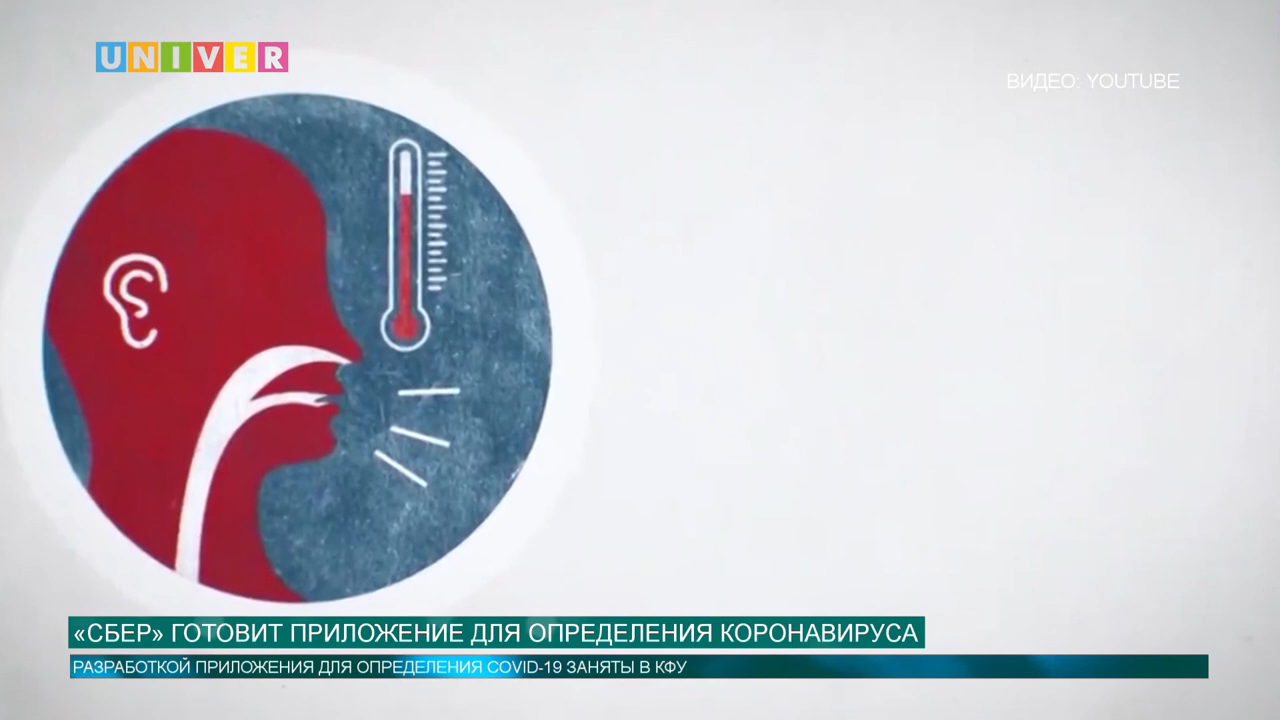 UNIVER
ВИДЕО: YOUTUBE
«СБЕР» ГОТОВИТ ПРИЛОЖЕНИЕ ДЛЯ ОПРЕДЕЛЕНИЯ КОРОНАВИРУСА
РАЗРАБОТКОЙ ПРИЛОЖЕНИЯ ДЛЯ ОПРЕДЕЛЕНИЯ COVID-19 ЗАНЯТЫ В КФУ